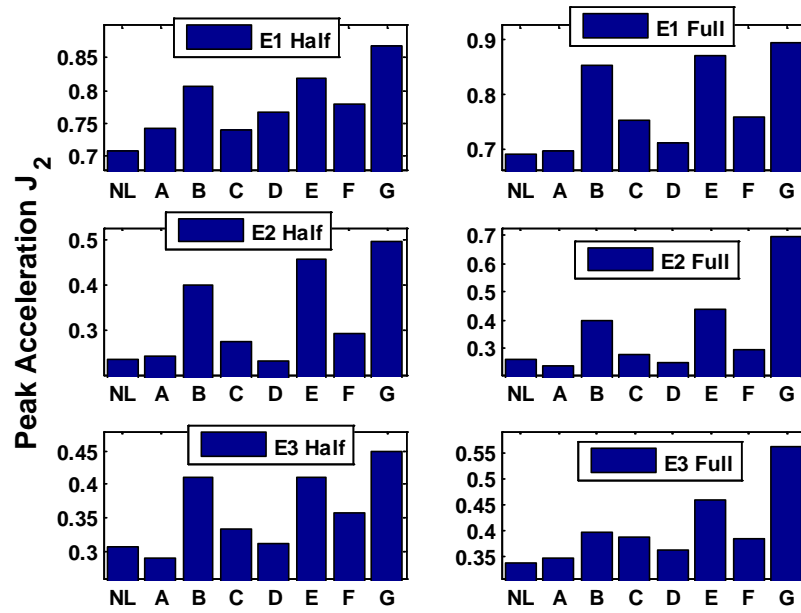 Peak Acceleration J2
E1 Half
0.85
0.8
0.75
0.7
NL A B C D E F G
E1 Full
0.9
0.8
0.7
NL A B C D E F G
E2 Half
0.5
0.4
0.3
NL A B C D E F G
E2 Full
0.7
0.6
0.5
0.4
0.3
NL A B C D E F G
E3 Half
0.45
0.4
0.35
0.3
NL A B C D E F G
E3 Full
0.55
0.5
0.45
0.4
0.35
NL A B C D E F G